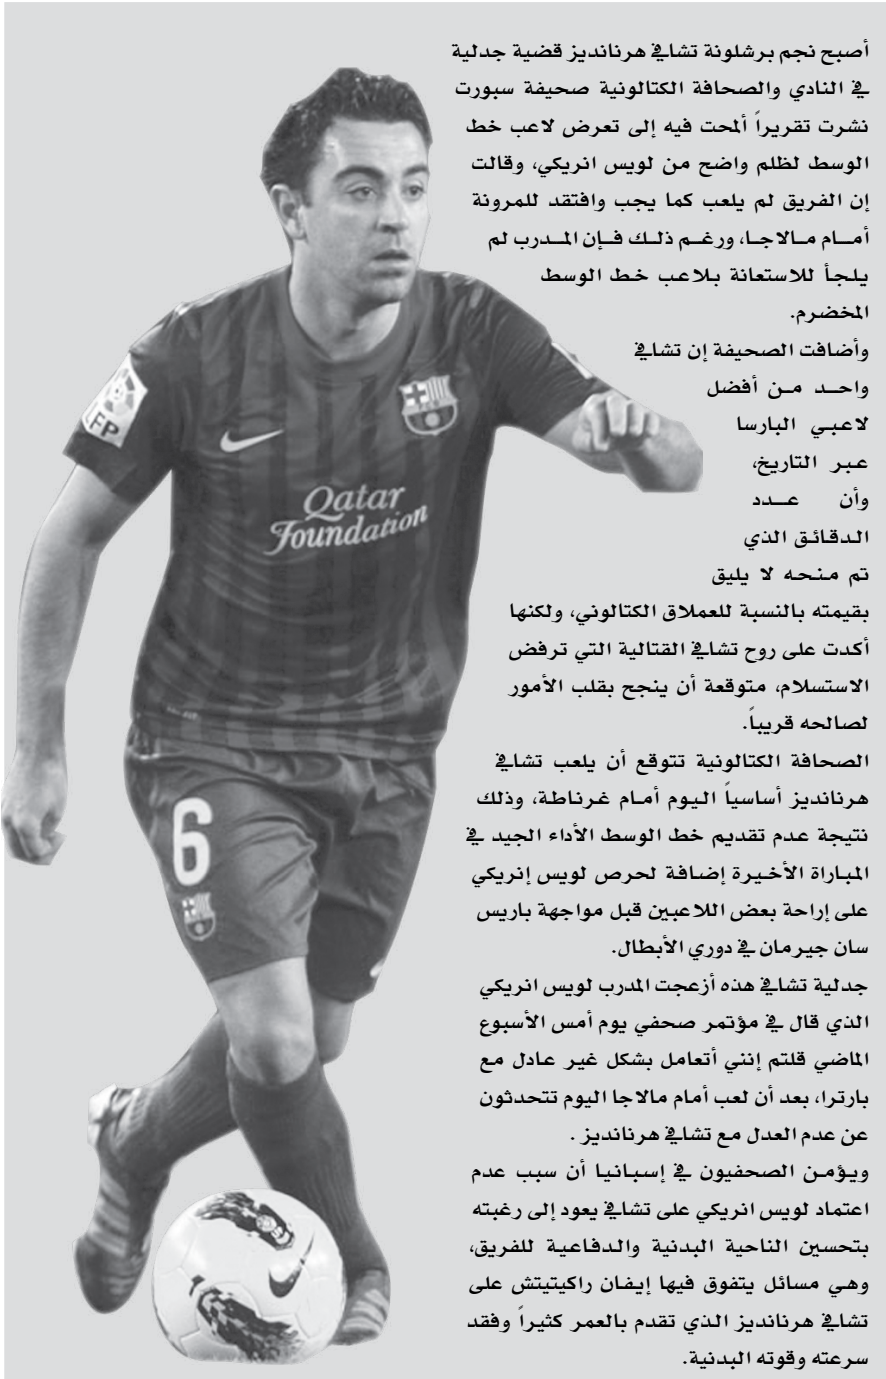 أصبح نجم برشلونة تشافي هرنانديز قضية جدلية
في النادي والصحافة الكتالونية صحيفة سبورت
نشرت تقريراً ألمحت فيه إلى تعرض لاعب خط
الوسط لظلم واضح من لويس انريكي، وقالت
إن الفريق لم يلعب كما يجب وافتقد للمرونة
أمام مالاجا، ورغم ذلك فإن المدرب لم
يلجأ للاستعانة بلاعب خط الوسط
المخضرم.
وأضافت الصحيفة إن تشافي
واحد من أفضل
لاعبي البارسا
عبر التاريخ،
وأن عدد
الدقائق الذي
تم منحه لا يليق
بقيمته بالنسبة للعملاق الكتالوني، ولكنها
أكدت على روح تشافي القتالية التي ترفض
الاستسلام، متوقعة أن ينجح بقلب الأمور
لصالحه قريباً.
الصحافة الكتالونية تتوقع أن يلعب تشافي
هرنانديز أساسياً اليوم أمام غرناطة، وذلك
نتيجة عدم تقديم خط الوسط الأداء الجيد في
المباراة الأخيرة إضافة لحرص لويس إنريكي
على إراحة بعض اللاعبين قبل مواجهة باريس
سان جيرمان في دوري الأبطال.
جدلية تشافي هذه أزعجت المدرب لويس انريكي
الذي قال في مؤتمر صحفي يوم أمس الأسبوع
الماضي قلتم إنني أتعامل بشكل غير عادل مع
بارترا، بعد أن لعب أمام مالاجا اليوم تتحدثون
عن عدم العدل مع تشافي هرنانديز .
ويؤمن الصحفيون في إسبانيا أن سبب عدم
اعتماد لويس انريكي على تشافي يعود إلى رغبته
بتحسين الناحية البدنية والدفاعية للفريق،
وهي مسائل يتفوق فيها إيفان راكيتيتش على
تشافي هرنانديز الذي تقدم بالعمر كثيراً وفقد
سرعته وقوته البدنية.
LFP
Qatar
Foundation
6